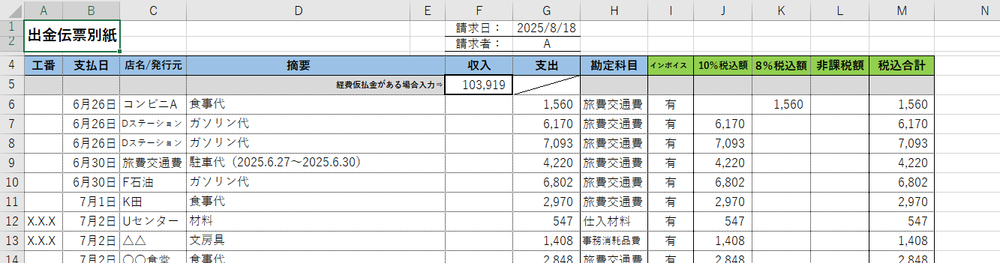 A B C D E F G H I J K L M N
1 出金伝票別紙 請求日： 2025/8/18
2 請求者： A
4 工番 支払日 店名/発行元 摘要 収入 支出 勘定科目 インボイス 10%税込額 8%税込額 非課税額 税込合計
5 経費仮払金がある場合入力⇒ 103,919
6 6月26日 コンビニA 食事代 1,560 旅費交通費 有 1,560 1,560
7 6月26日 Dステーション ガソリン代 6,170 旅費交通費 有 6,170 6,170
8 6月26日 Dステーション ガソリン代 7,093 旅費交通費 有 7,093 7,093
9 6月30日 旅費交通費 駐車代（2025.6.27～2025.6.30） 4,220 旅費交通費 有 4,220 4,220
10 6月30日 F石油 ガソリン代 6,802 旅費交通費 有 6,802 6,802
11 7月1日 K田 食事代 2,970 旅費交通費 有 2,970 2,970
12 X.X.X 7月2日 Uセンター 材料 547 仕入材料 有 547 547
13 X.X.X 7月2日 △△ 文房具 1,408 事務消耗品費 有 1,408 1,408
14 7月2日 〇〇食堂 食事代 2,848 旅費交通費 有 2,848 2,848